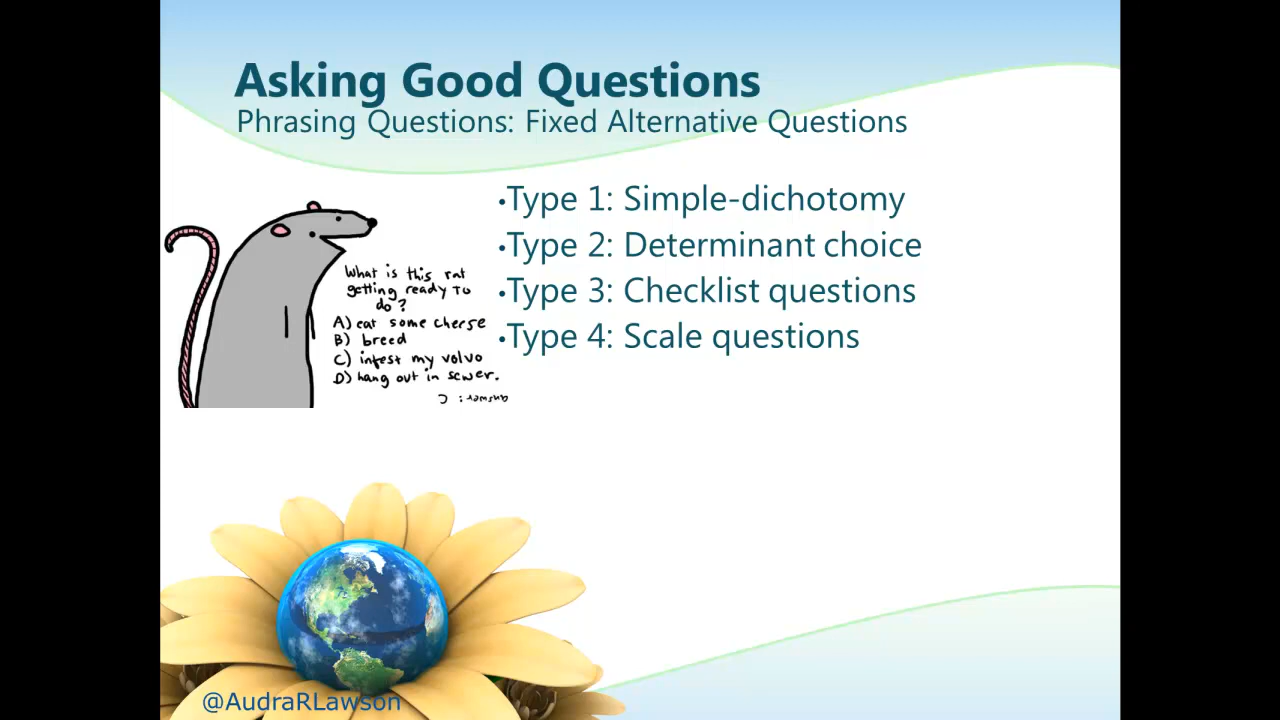 Asking Good Questions
Phrasing Questions: Fixed Alternative Questions
•Type 1: Simple-dichotomy
•Type 2: Determinant choice
•Type 3: Checklist questions
•Type 4: Scale questions
What is this rat
getting ready to
do?
A) eat some cheese
B) breed
C) infest my volvo
D) hang out in sewer.
answer: C
@AudraRLawson